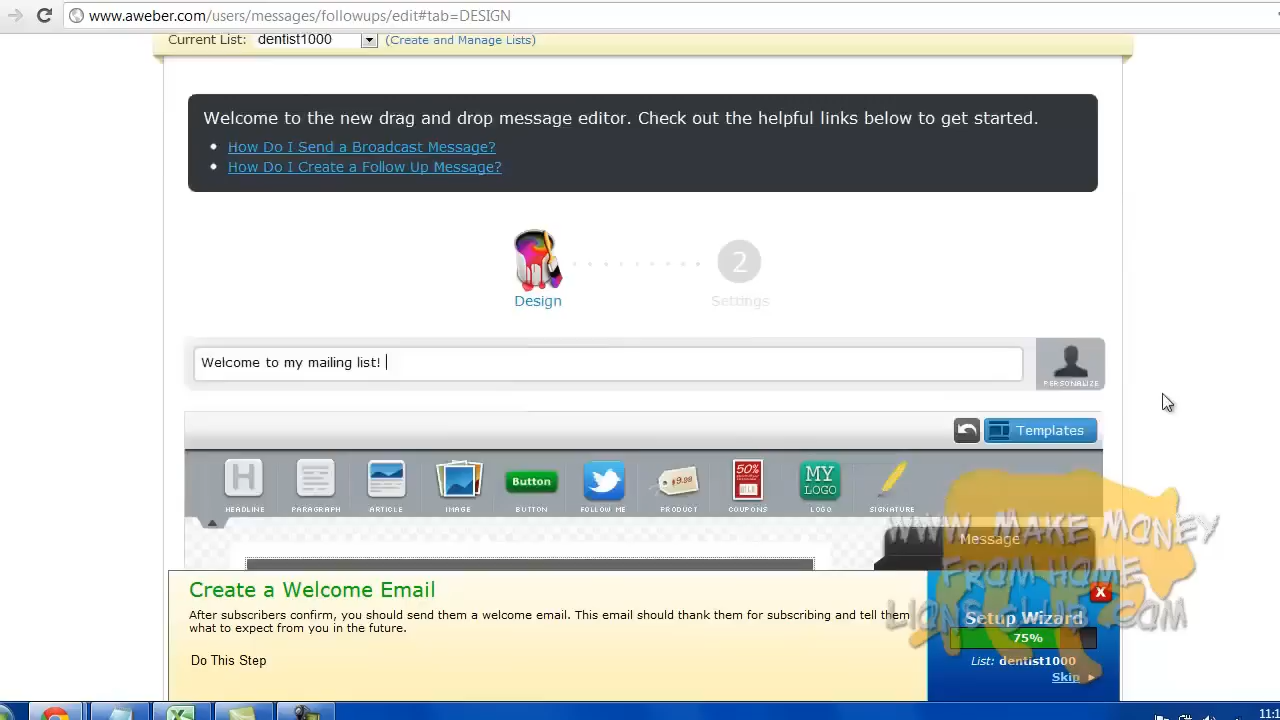 www.aweber.com/users/messages/followups/edit#tab=DESIGN
Current List: dentist1000 (Create and Manage Lists)
Welcome to the new drag and drop message editor. Check out the helpful links below to get started.
How Do I Send a Broadcast Message?
How Do I Create a Follow Up Message?
2
Design
Settings
Welcome to my mailing list!
PERSONALIZE
Templates
H
Button
$9.99
50%
MY
LOGO
HEADLINE PARAGRAPH ARTICLE IMAGE BUTTON FOLLOW ME PRODUCT COUPONS LOGO SIGNATURE
Message
WWW MAKE MONEY
FROM HOME
LIONS CLUB.COM
Create a Welcome Email
After subscribers confirm, you should send them a welcome email. This email should thank them for subscribing and tell them
what to expect from you in the future.
Do This Step
X
Setup Wizard
75%
List: dentist1000
Skip
11:1